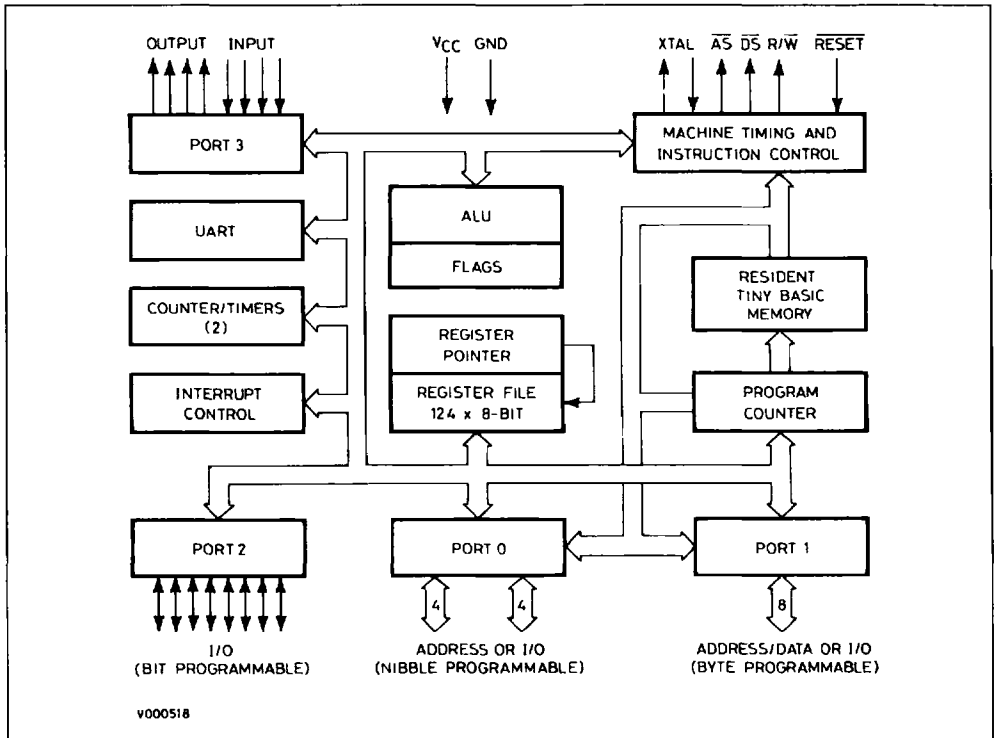 OUTPUT INPUT
VCC GND
XTAL AS DS R/W RESET
PORT 3
MACHINE TIMING AND
INSTRUCTION CONTROL
UART
ALU
FLAGS
COUNTER/TIMERS
(2)
RESIDENT
TINY BASIC
MEMORY
REGISTER
POINTER
INTERRUPT
CONTROL
REGISTER FILE
124 x 8-BIT
PROGRAM
COUNTER
PORT 2
PORT 0
PORT 1
4
4
8
I/O
(BIT PROGRAMMABLE)
ADDRESS OR I/O
(NIBBLE PROGRAMMABLE)
ADDRESS/DATA OR I/O
(BYTE PROGRAMMABLE)
V000518